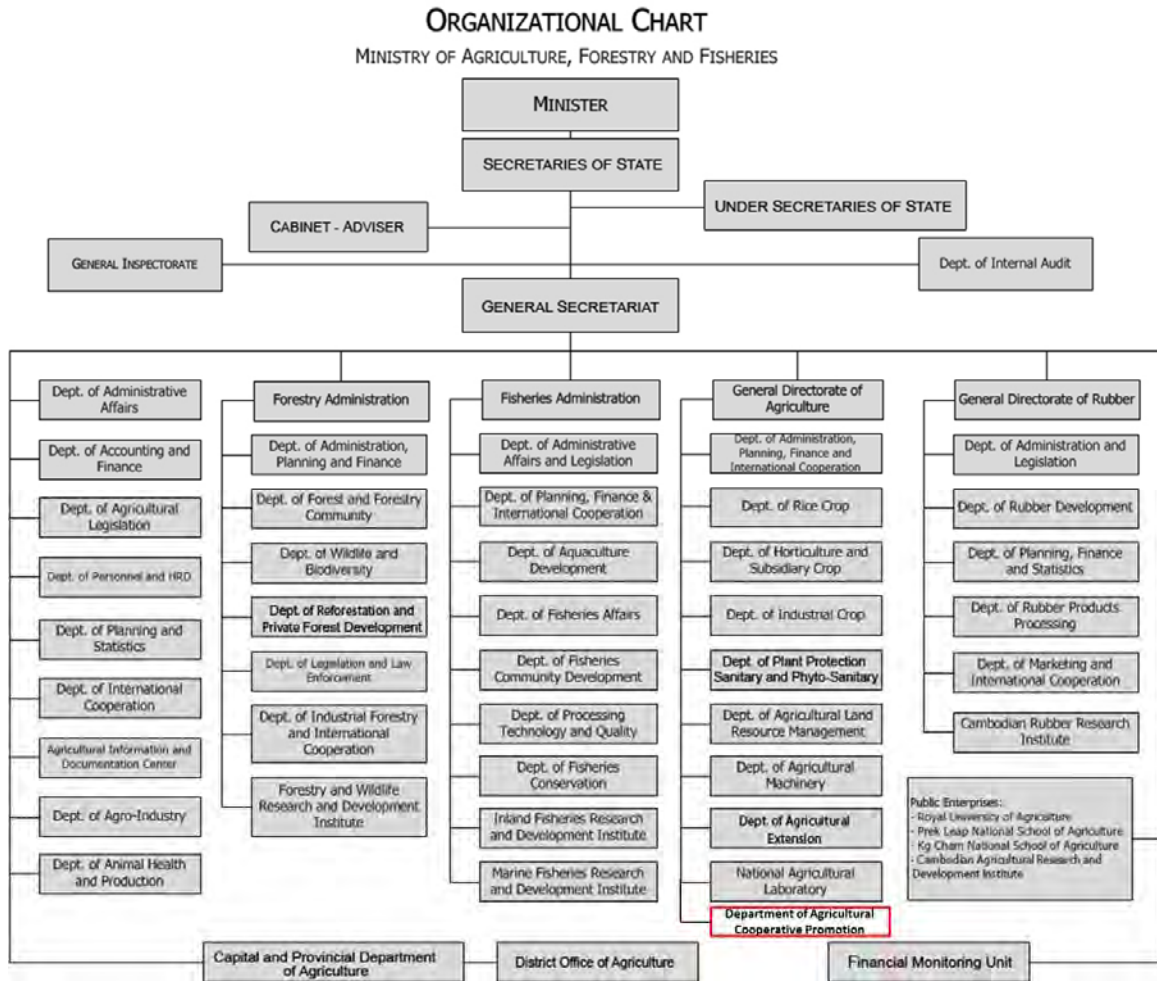 ORGANIZATIONAL CHART
MINISTRY OF AGRICULTURE, FORESTRY AND FISHERIES
MINISTER
SECRETARIES OF STATE
UNDER SECRETARIES OF STATE
CABINET - ADVISER
GENERAL INSPECTORATE
Dept. of Internal Audit
GENERAL SECRETARIAT
Dept. of Administrative
Affairs
Dept. of Accounting and
Finance
Dept. of Agricultural
Legislation
Dept. of Personnel and HRD
Dept. of Planning and
Statistics
Dept. of International
Cooperation
Agricultural Information and
Documentation Center
Dept. of Agro-Industry
Dept. of Animal Health
and Production
Forestry Administration
Dept. of Administration,
Planning and Finance
Dept. of Forest and Forestry
Community
Dept. of Wildlife and
Biodiversity
Dept. of Reforestation and
Private Forest Development
Dept. of Legislation and Law
Enforcement
Dept. of Industrial Forestry
and International
Cooperation
Forestry and Wildlife
Research and Development
Institute
Fisheries Administration
Dept. of Administrative
Affairs and Legislation
Dept. of Planning, Finance &
International Cooperation
Dept. of Aquaculture
Development
Dept. of Fisheries Affairs
Dept. of Fisheries
Community Development
Dept. of Processing
Technology and Quality
Dept. of Fisheries
Conservation
Inland Fisheries Research
and Development Institute
Marine Fisheries Research
and Development Institute
General Directorate of
Agriculture
Dept. of Administration,
Planning, Finance and
International Cooperation
Dept. of Rice Crop
Dept. of Horticulture and
Subsidiary Crop
Dept. of Industrial Crop
Dept. of Plant Protection
Sanitary and Phyto-Sanitary
Dept. of Agricultural Land
Resource Management
Dept. of Agricultural
Machinery
Dept. of Agricultural
Extension
National Agricultural
Laboratory
Department of Agricultural
Cooperative Promotion
General Directorate of Rubber
Dept. of Administration and
Legislation
Dept. of Rubber Development
Dept. of Planning, Finance
and Statistics
Dept. of Rubber Products
Processing
Dept. of Marketing and
International Cooperation
Cambodian Rubber Research
Institute
Public Enterprises:
- Royal University of Agriculture
- Prek Leap National School of Agriculture
- Kg Cham National School of Agriculture
- Cambodian Agricultural Research and
Development Institute
Capital and Provincial Department
of Agriculture
District Office of Agriculture
Financial Monitoring Unit